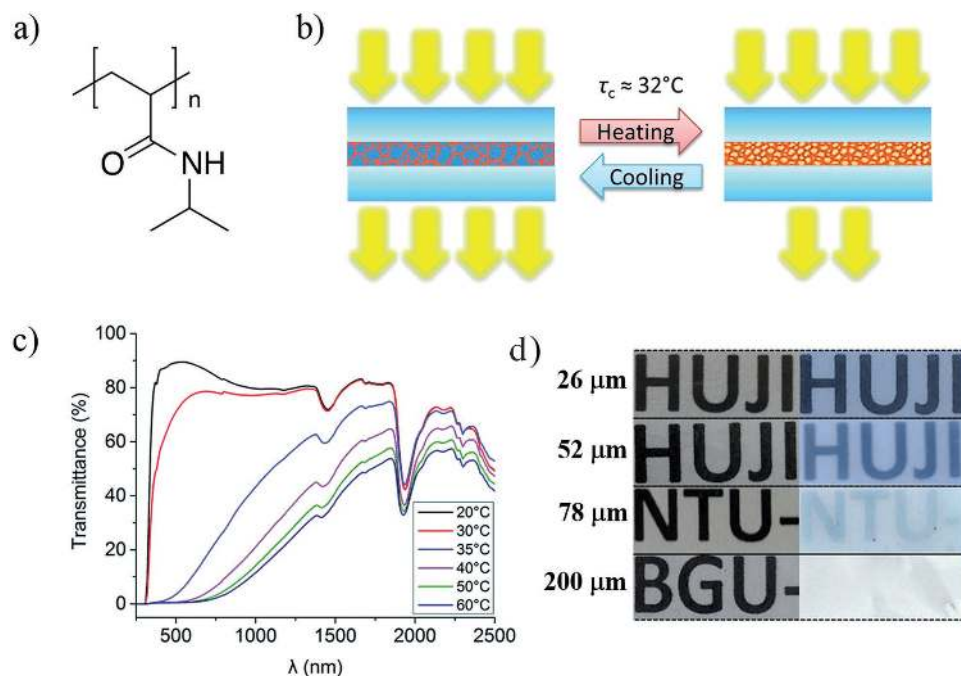 a)
n
O
NH
b)
τc ≈ 32°C
Heating
Cooling
c)
Transmittance (%)
100
80
60
40
20
0
500
1000
1500
2000
2500
λ (nm)
20°C
30°C
35°C
40°C
50°C
60°C
d)
26 μm
HUJI HUJI
52 μm
HUJI HUJI
78 μm
NTU- NTU-
200 μm
BGU-